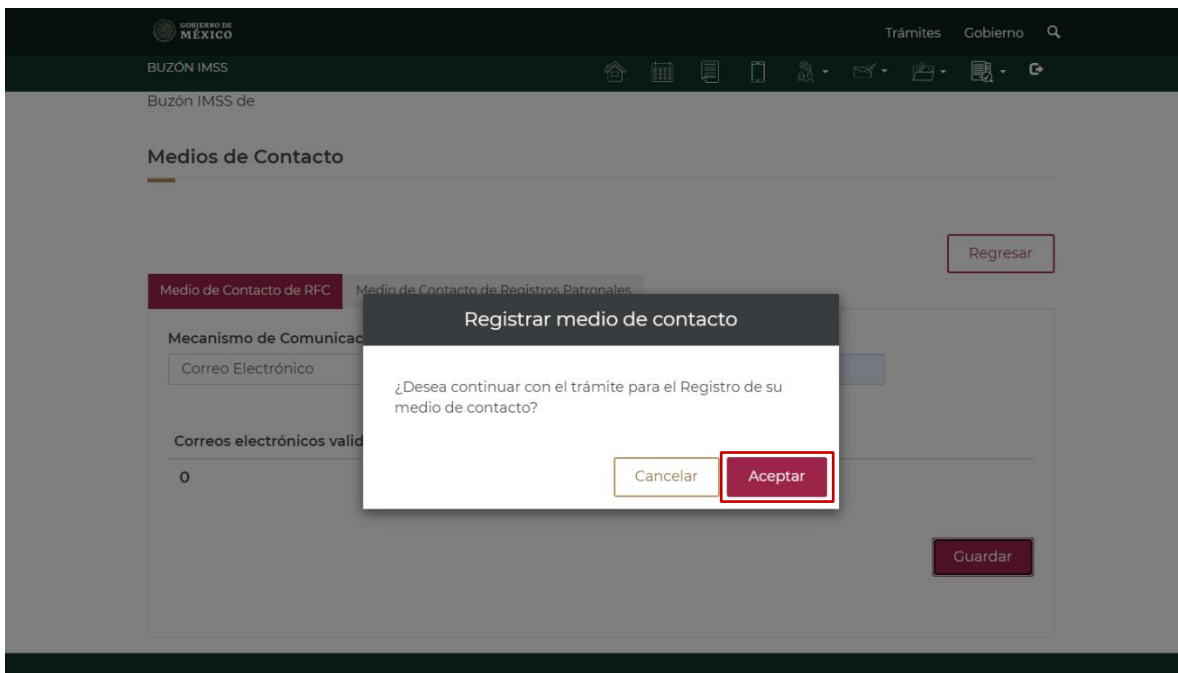 GOBIERNO DE
MÉXICO
Trámites Gobierno
BUZÓN IMSS
Buzón IMSS de
Medios de Contacto
Regresar
Medio de Contacto de RFC Medio de Contacto de Registros Patronales
Registrar medio de contacto
Mecanismo de Comunicac
Correo Electrónico
¿Desea continuar con el trámite para el Registro de su
medio de contacto?
Correos electrónicos valid
0
Cancelar Aceptar
Guardar